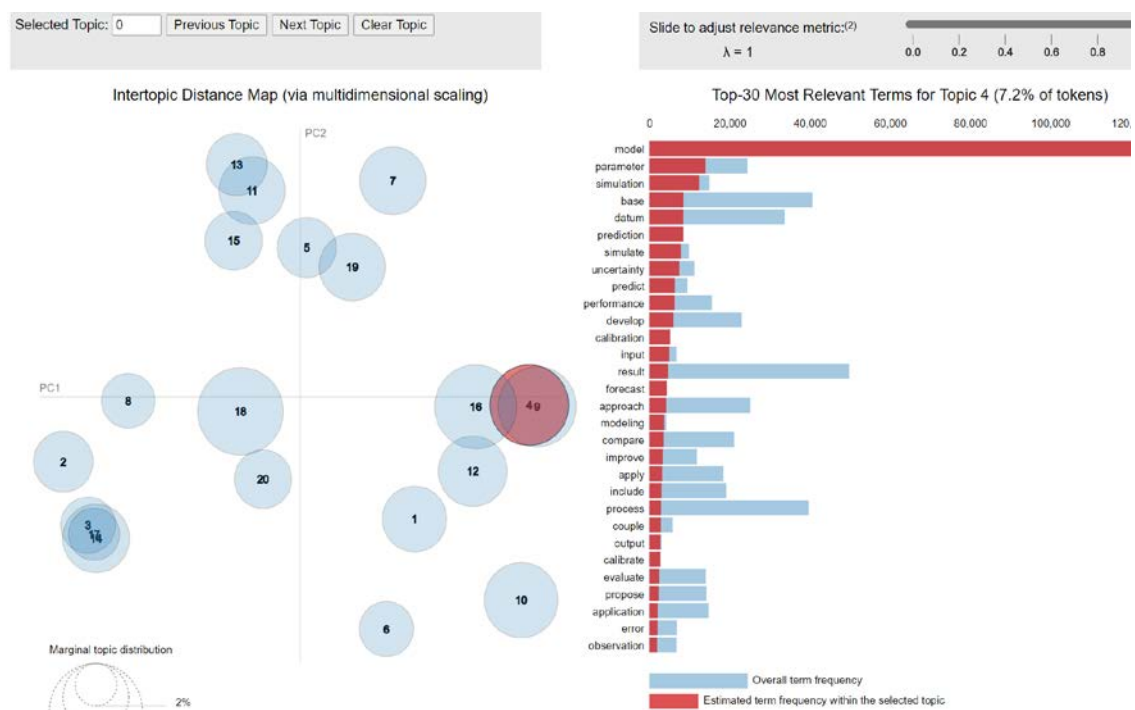 Selected Topic: 0 Previous Topic Next Topic Clear Topic
Slide to adjust relevance metric:(2)
λ = 1
0.0 0.2 0.4 0.6 0.8
Intertopic Distance Map (via multidimensional scaling)
PC2
PC1
13
11
7
15
5
19
8
18
16
4
9
2
20
12
3
17
14
1
10
6
Marginal topic distribution
2%
Top-30 Most Relevant Terms for Topic 4 (7.2% of tokens)
0 20,000 40,000 60,000 80,000 100,000 120,
model
parameter
simulation
base
datum
prediction
simulate
uncertainty
predict
performance
develop
calibration
input
result
forecast
approach
modeling
compare
improve
apply
include
process
couple
output
calibrate
evaluate
propose
application
error
observation
Overall term frequency
Estimated term frequency within the selected topic